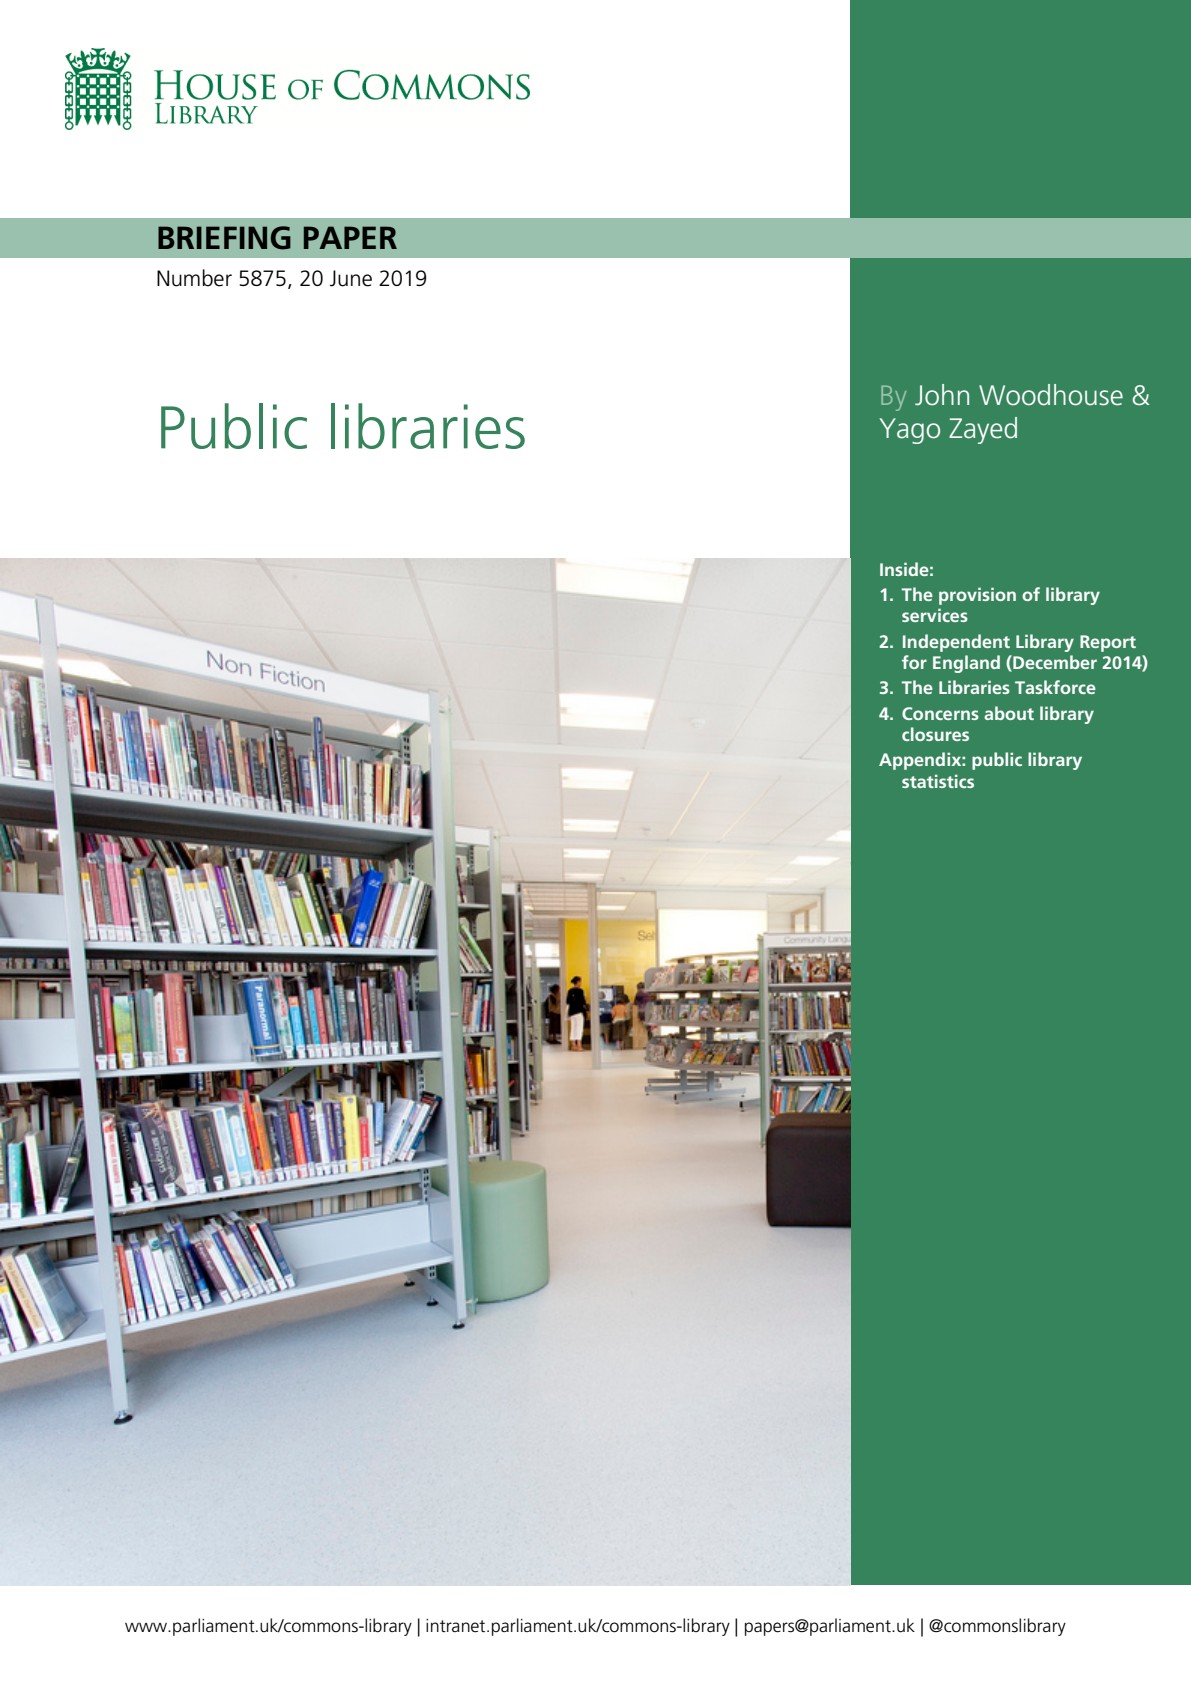 HOUSE OF COMMONS
LIBRARY
BRIEFING PAPER
Number 5875, 20 June 2019
Public libraries
By John Woodhouse &
Yago Zayed
Inside:
1. The provision of library
services
2. Independent Library Report
for England (December 2014)
3. The Libraries Taskforce
4. Concerns about library
closures
Appendix: public library
statistics
Non Fiction
Sel
Community Langu
Paranormal
www.parliament.uk/commons-library | intranet.parliament.uk/commons-library | papers@parliament.uk | @commonslibrary